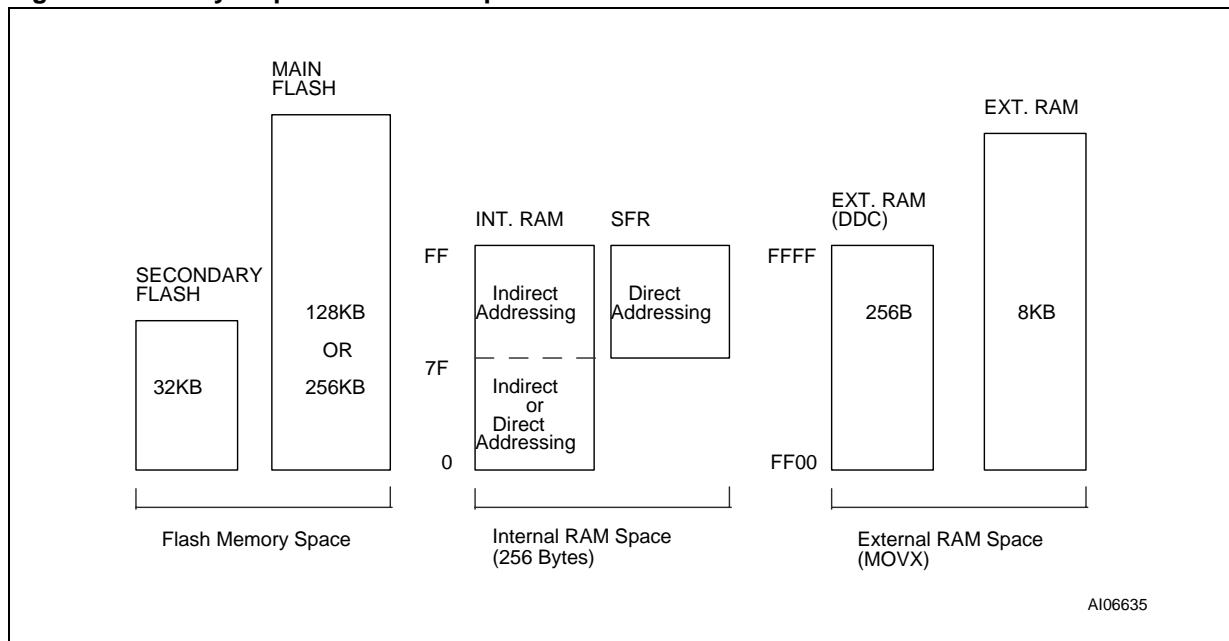 MAIN
FLASH
EXT. RAM
EXT. RAM
(DDC)
INT. RAM
SFR
FF
FFFF
SECONDARY
FLASH
Indirect
Addressing
Direct
Addressing
128KB
OR
256KB
256B
8KB
7F
32KB
Indirect
or
Direct
Addressing
0
FF00
Flash Memory Space
Internal RAM Space
(256 Bytes)
External RAM Space
(MOVX)
AI06635